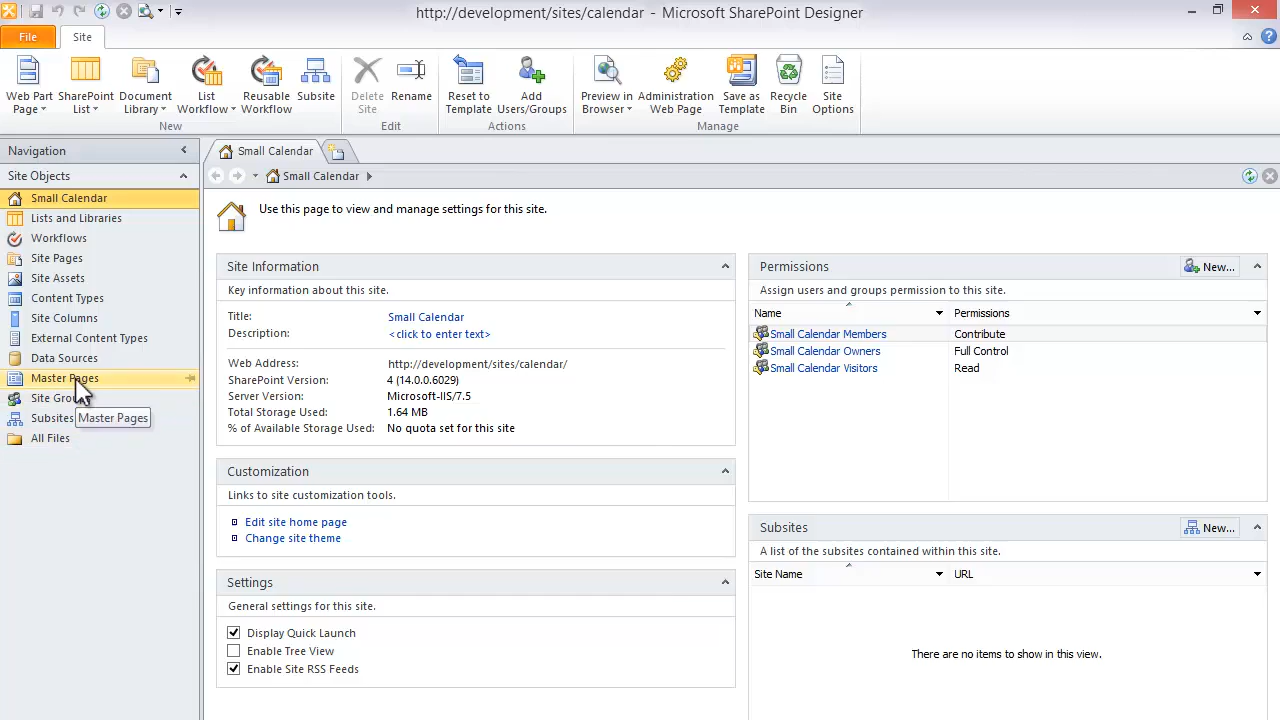 http://development/sites/calendar - Microsoft SharePoint Designer
File
Site
Web Part Page
SharePoint List
Document Library
List Workflow
Reusable Workflow
Subsite
Delete Site
Rename
Reset to Template
Add Users/Groups
Preview in Browser
Administration Web Page
Save as Template
Recycle Bin
Site Options
New
Edit
Actions
Manage
Navigation
Site Objects
Small Calendar
Lists and Libraries
Workflows
Site Pages
Site Assets
Content Types
Site Columns
External Content Types
Data Sources
Master Pages
Subsites
Master Pages
All Files
Small Calendar
Small Calendar
Use this page to view and manage settings for this site.
Site Information
Key information about this site.
Title: Small Calendar
Description: <click to enter text>
Web Address: http://development/sites/calendar/
SharePoint Version: 4 (14.0.0.6029)
Server Version: Microsoft-IIS/7.5
Total Storage Used: 1.64 MB
% of Available Storage Used: No quota set for this site
Customization
Links to site customization tools.
Edit site home page
Change site theme
Settings
General settings for this site.
Display Quick Launch
Enable Tree View
Enable Site RSS Feeds
Permissions
New...
Assign users and groups permission to this site.
Name Permissions
Small Calendar Members Contribute
Small Calendar Owners Full Control
Small Calendar Visitors Read
Subsites
New...
A list of the subsites contained within this site.
Site Name URL
There are no items to show in this view.